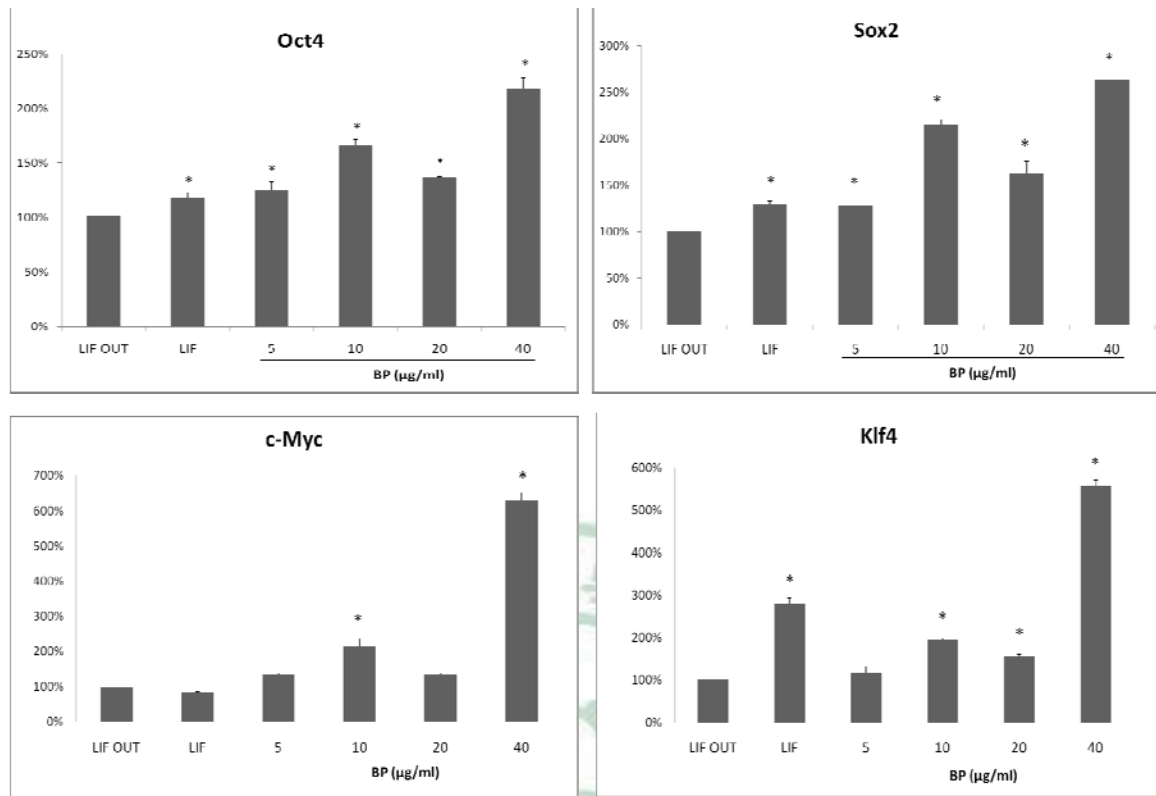 Oct4
*
250%
200%
150%
100%
50%
0%
* * * • *
LIF OUT LIF 5 10 20 40
BP (µg/ml)
Sox2
300%
250%
200%
150%
100%
50%
0%
* * * * *
LIF OUT LIF 5 10 20 40
BP (µg/ml)
c-Myc
700%
600%
500%
400%
300%
200%
100%
0%
* *
LIF OUT LIF 5 10 20 40
BP (µg/ml)
Klf4
600%
500%
400%
300%
200%
100%
0%
* * * *
LIF OUT LIF 5 10 20 40
BP (µg/ml)